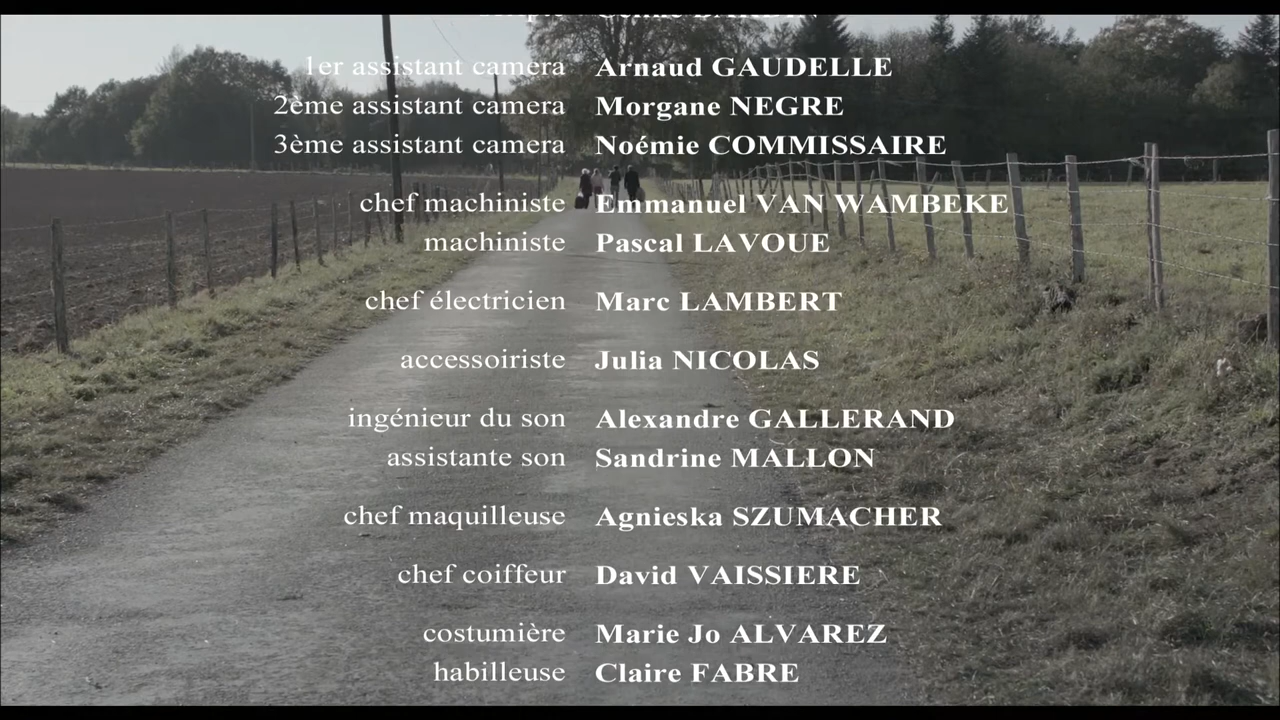 1er assistant camera Arnaud GAUDELLE
2ème assistant camera Morgane NEGRE
3ème assistant camera Noémie COMMISSAIRE
chef machiniste Emmanuel VAN WAMBEKE
machiniste Pascal LAVOUE
chef électricien Marc LAMBERT
accessoiriste Julia NICOLAS
ingénieur du son Alexandre GALLERAND
assistante son Sandrine MALLON
chef maquilleuse Agnieska SZUMACHER
chef coiffeur David VAISSIERE
costumière Marie Jo ALVAREZ
habilleuse Claire FABRE